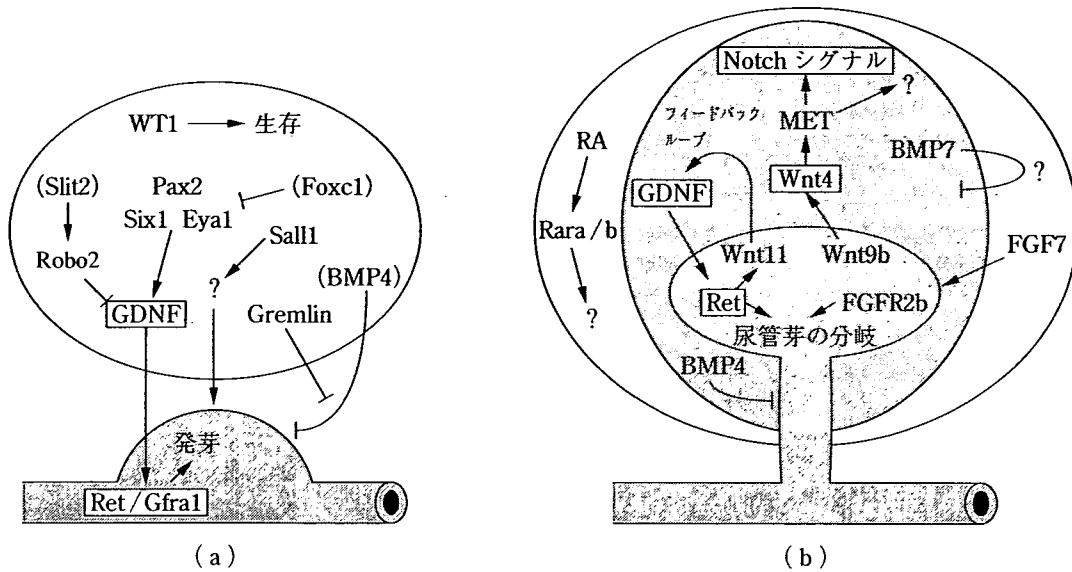 WT1 生存
(Slit2) Pax2 (Foxc1)
Six1 Eya1
Sall1
Robo2
?
(BMP4)
GDNF
Gremlin
発芽
Ret / Gfra1
(a)
Notch シグナル
?
フィードバック
ループ
MET
RA
BMP7
?
GDNF
Wnt4
Rara/b
Wnt11 Wnt9b
FGF7
Ret
FGFR2b
?
尿管芽の分岐
BMP4
(b)